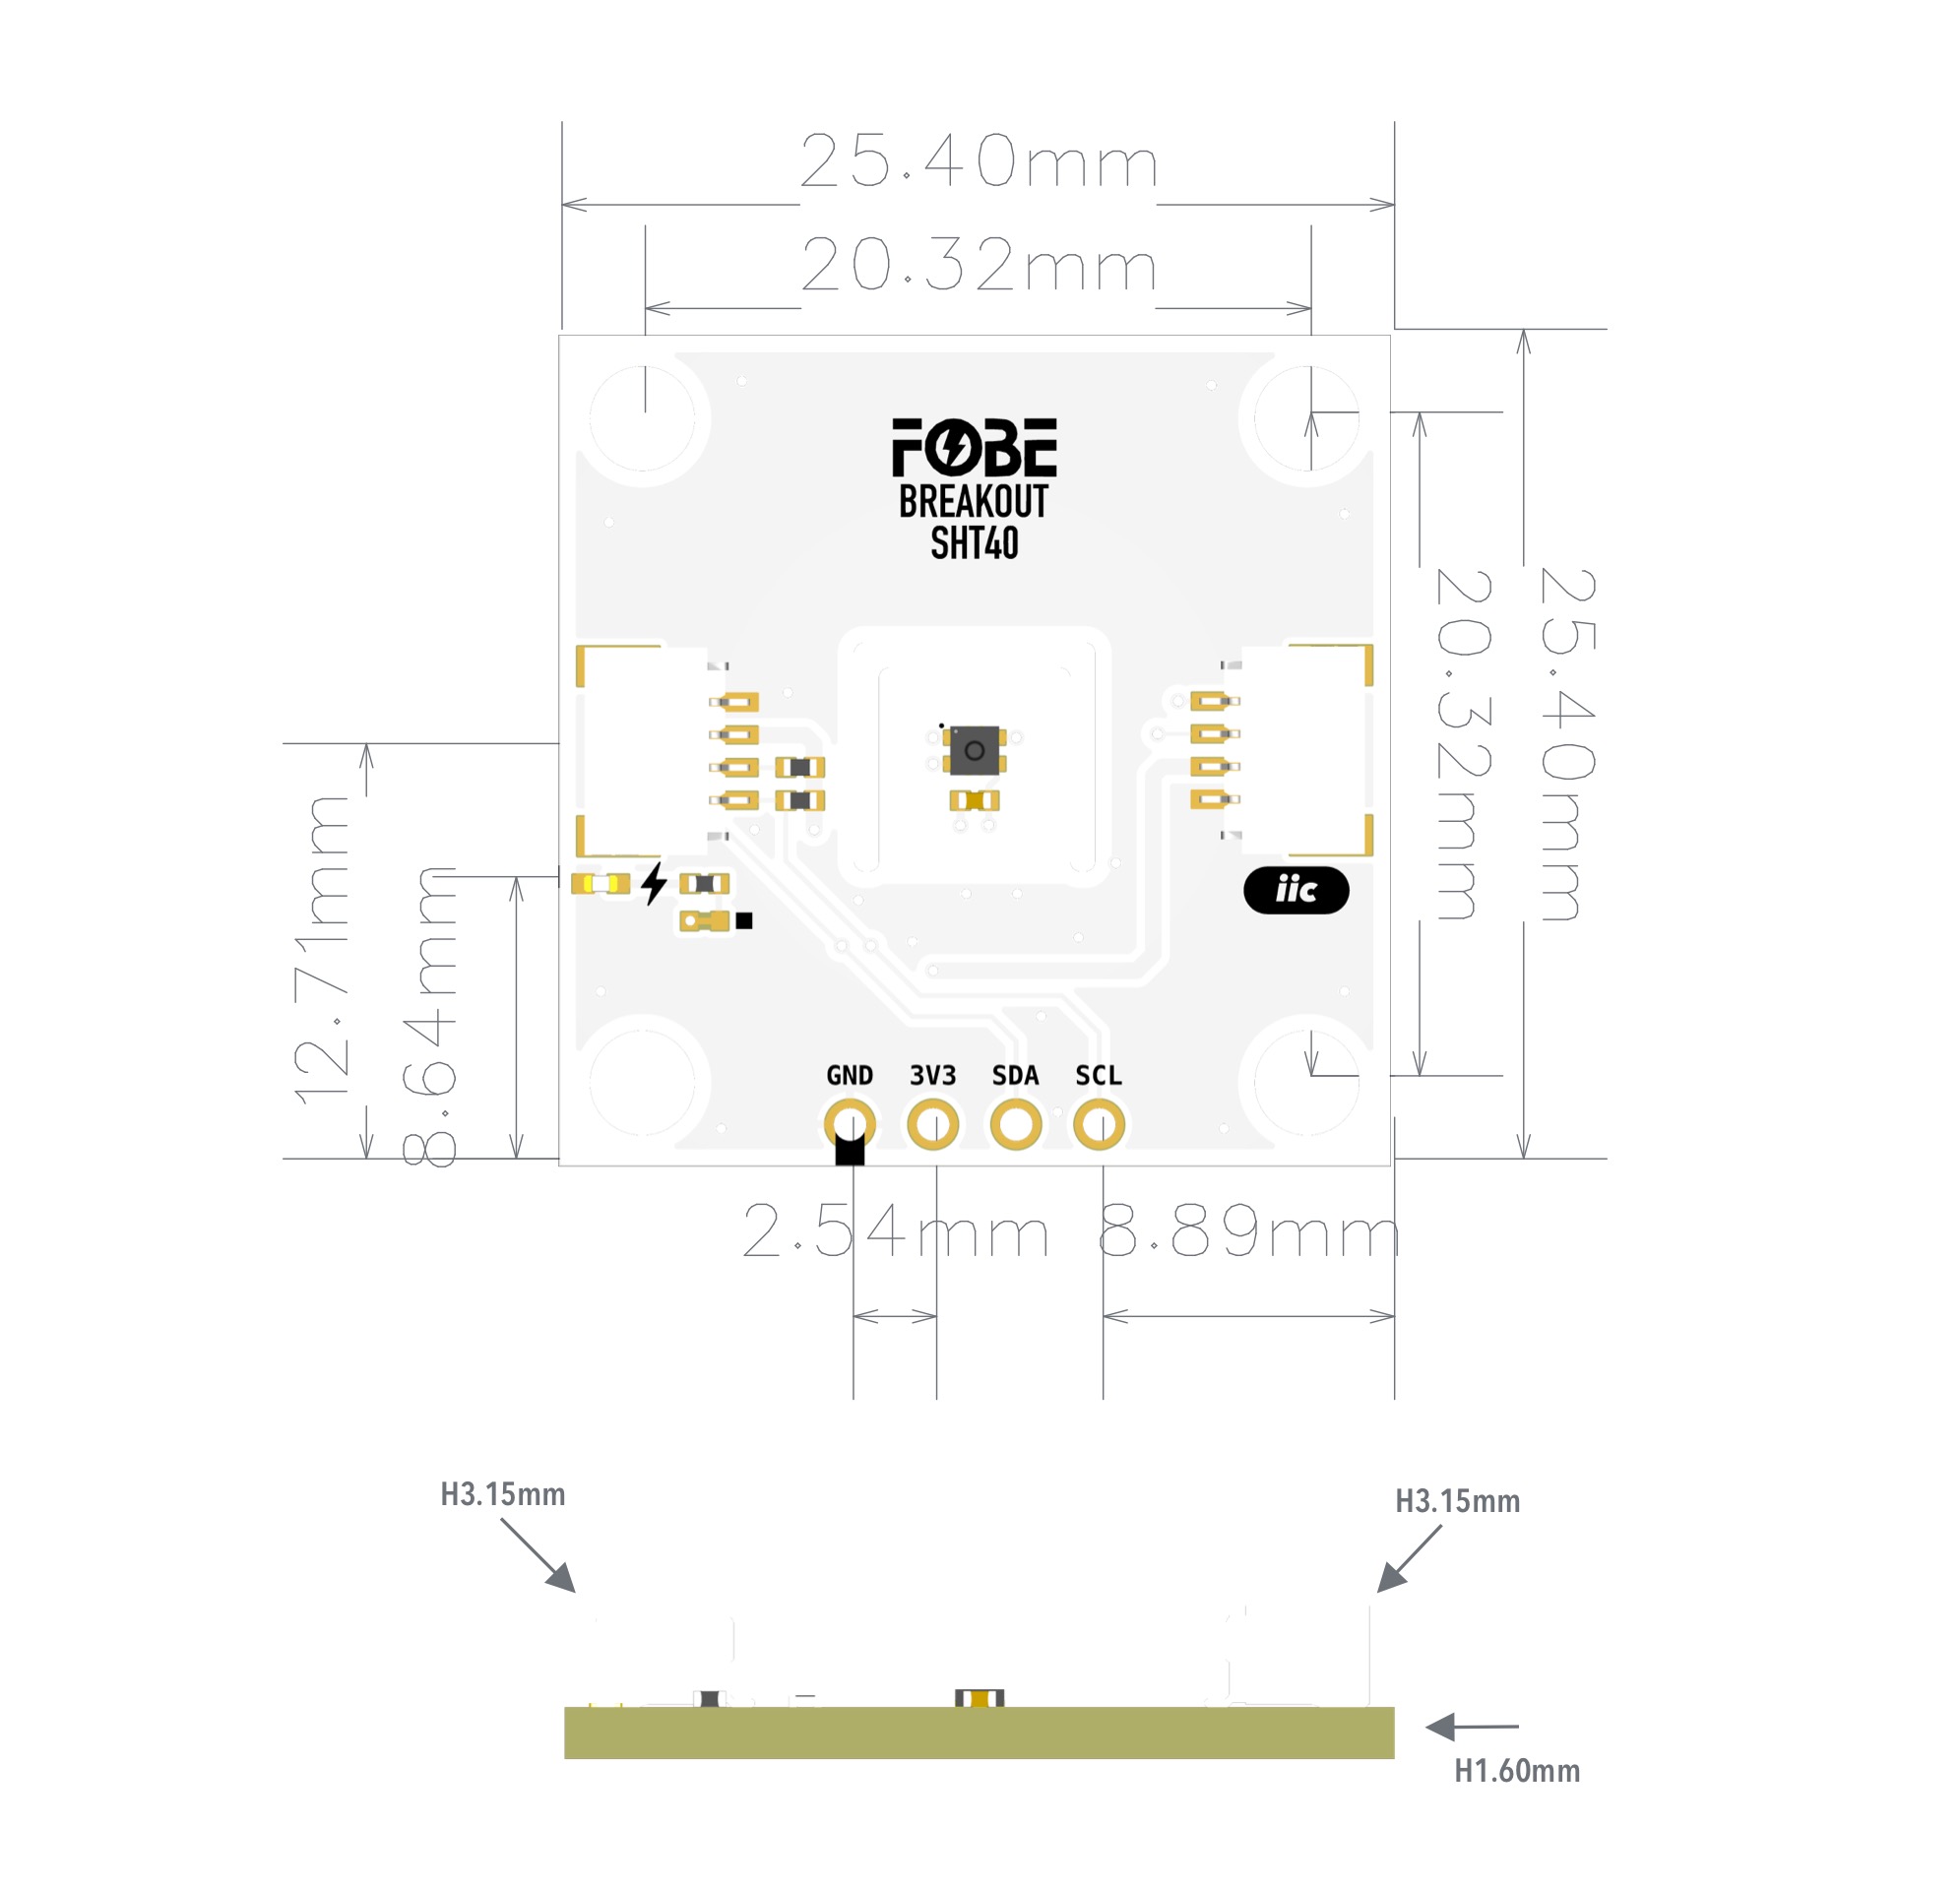 25.40mm
20.32mm
FOBE
BREAKOUT
SHT40
20.32mm
25.40mm
12.71mm
8.64mm
iic
GND 3V3 SDA SCL
2.54mm 8.89mm
H3.15mm
H3.15mm
H1.60mm